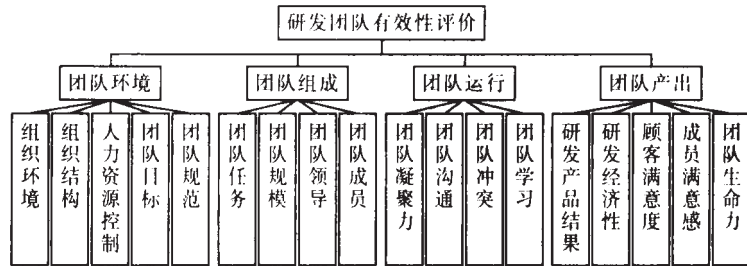 研发团队有效性评价
团队环境
团队组成
团队运行
团队产出
组织环境
组织结构
人力资源控制
团队目标
团队规范
团队任务
团队规模
团队领导
团队成员
团队凝聚力
团队沟通
团队冲突
团队学习
研发产品结果
研发经济性
顾客满意度
成员满意感
团队生命力